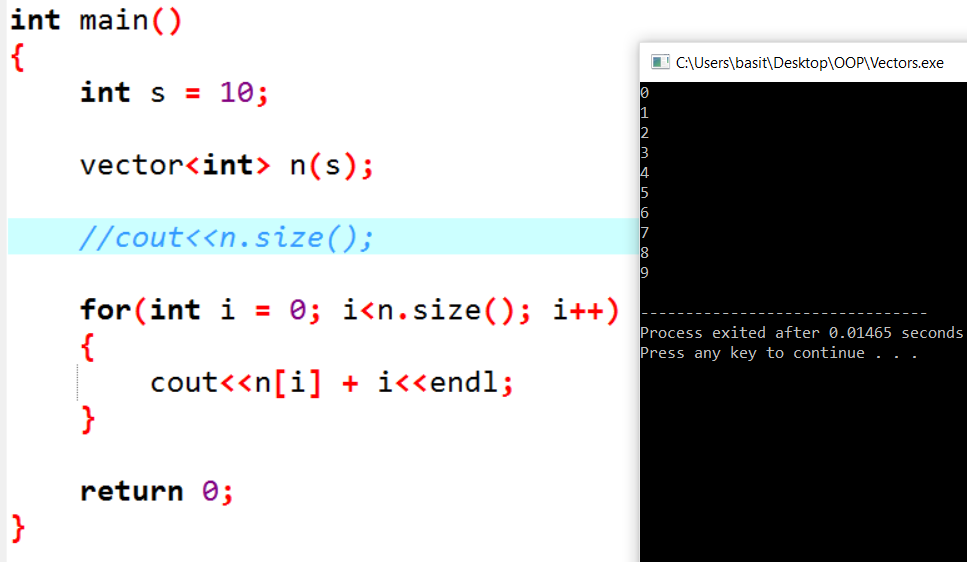 int main()
{
int s = 10;
vector<int> n(s);
//cout<<n.size();
for(int i = 0; i<n.size(); i++)
{
cout<<n[i] + i<<endl;
}
return 0;
}
C:\Users\basit\Desktop\OOP\Vectors.exe
0
1
2
3
4
5
6
7
8
9
--------------------------------
Process exited after 0.01465 seconds
Press any key to continue . . .